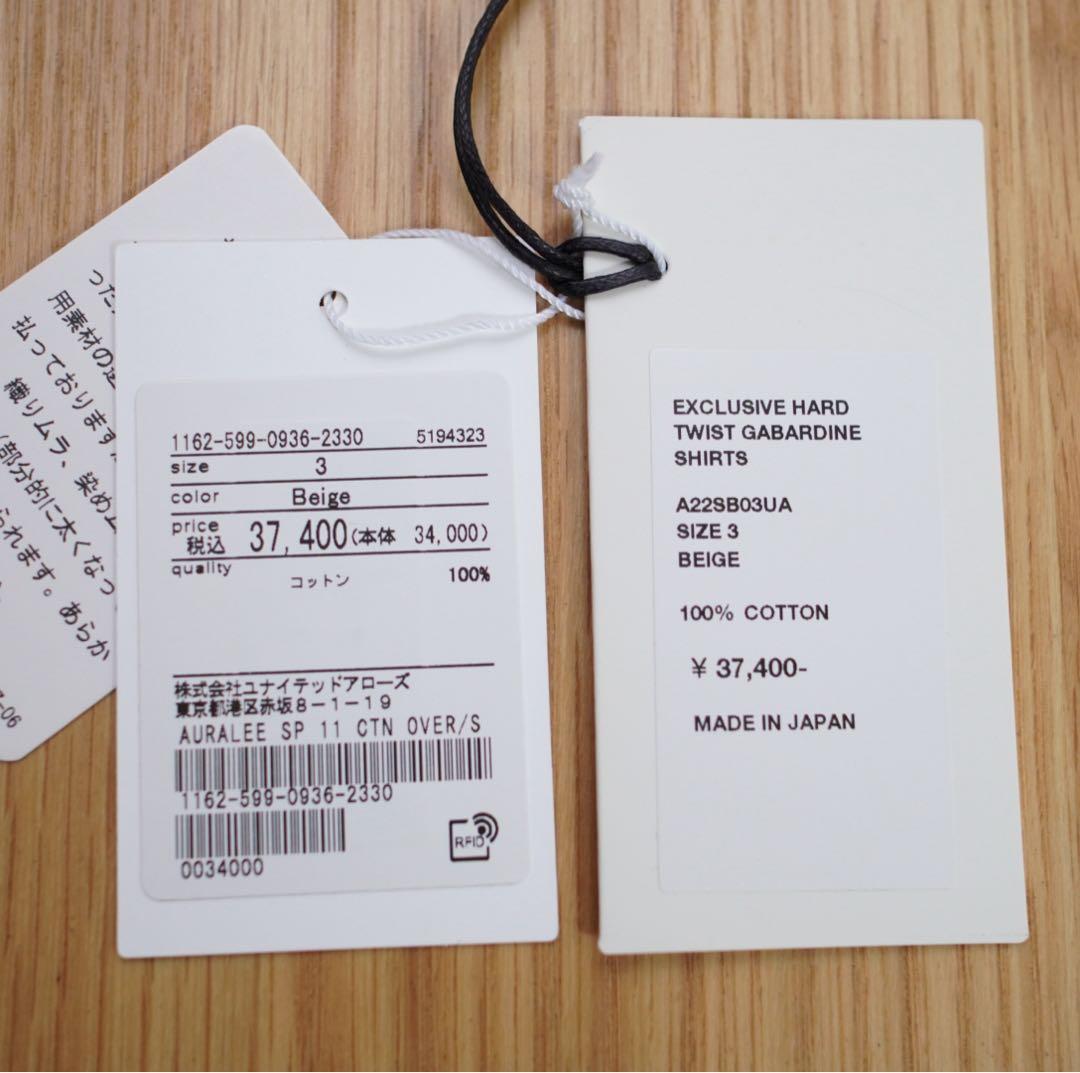 った
用素材の
払っております
織りムラ、染め
部分的に太くなっ
られます。あらか
-06
1162-599-0936-2330 5194323
size 3
color Beige
price 税込 37,400(本体 34,000)
quality コットン 100%
株式会社ユナイテッドアローズ
東京都港区赤坂8-1-19
AURALEE SP 11 CTN OVER/S
1162-599-0936-2330
RFID
0034000
EXCLUSIVE HARD
TWIST GABARDINE
SHIRTS
A22SB03UA
SIZE 3
BEIGE
100% COTTON
¥ 37,400-
MADE IN JAPAN